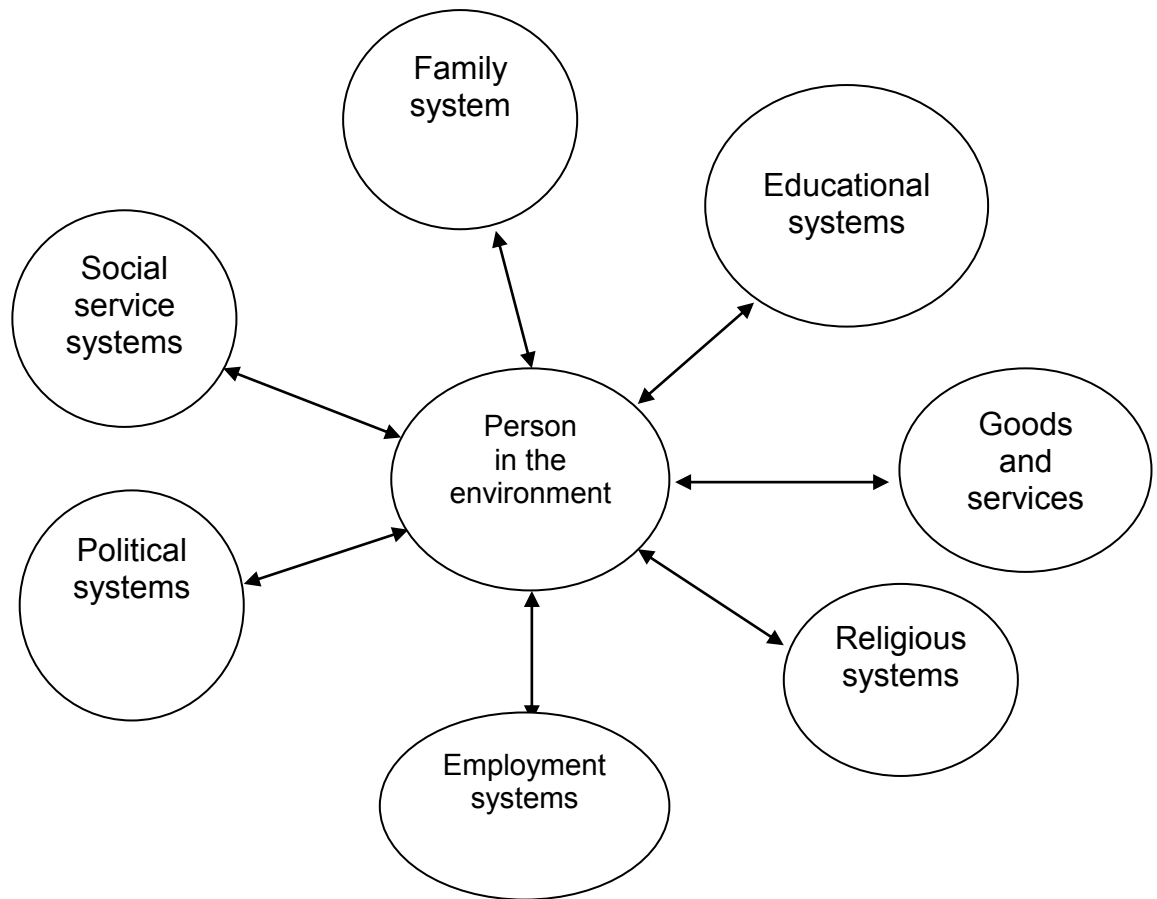 Family
system
Educational
systems
Social
service
systems
Person
in the
environment
Goods
and
services
Political
systems
Religious
systems
Employment
systems